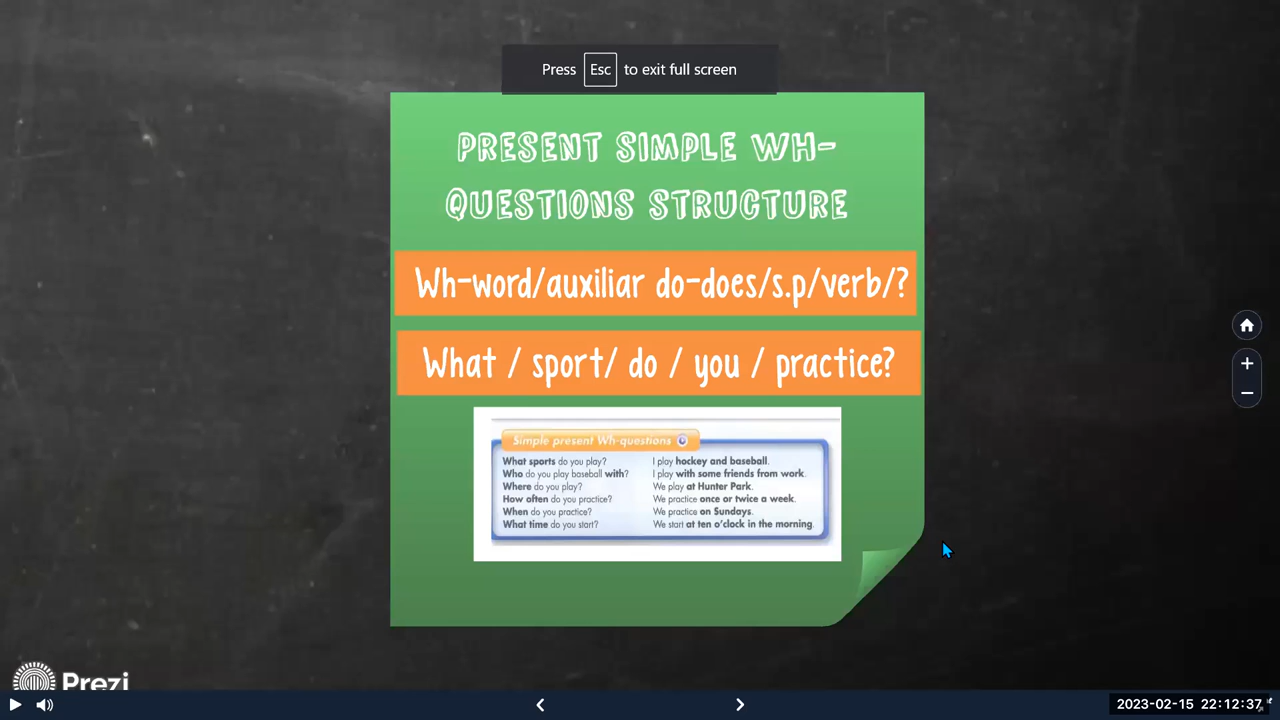 Press Esc to exit full screen
PRESENT SIMPLE WH-
QUESTIONS STRUCTURE
Wh-word/auxiliar do-does/s.p/verb/?
What / sport/ do / you / practice?
Simple present Wh-questions
What sports do you play? I play hockey and baseball.
Who do you play baseball with? I play with some friends from work.
Where do you play? We play at Hunter Park.
How often do you practice? We practice once or twice a week.
When do you practice? We practice on Sundays.
What time do you start? We start at ten o'clock in the morning.
Prezi
2023-02-15 22:12:37